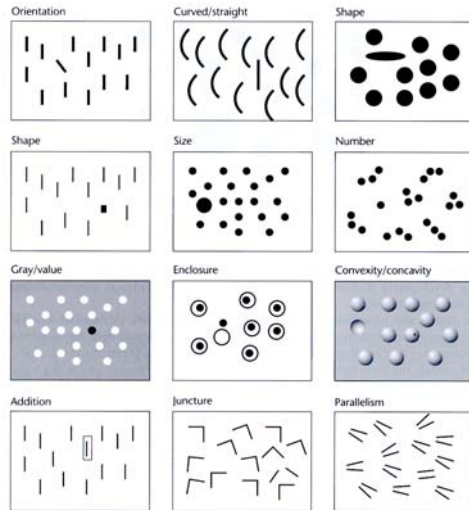 Orientation
Curved/straight
Shape
Shape
Size
Number
Gray/value
Enclosure
Convexity/concavity
Addition
Juncture
Parallelism